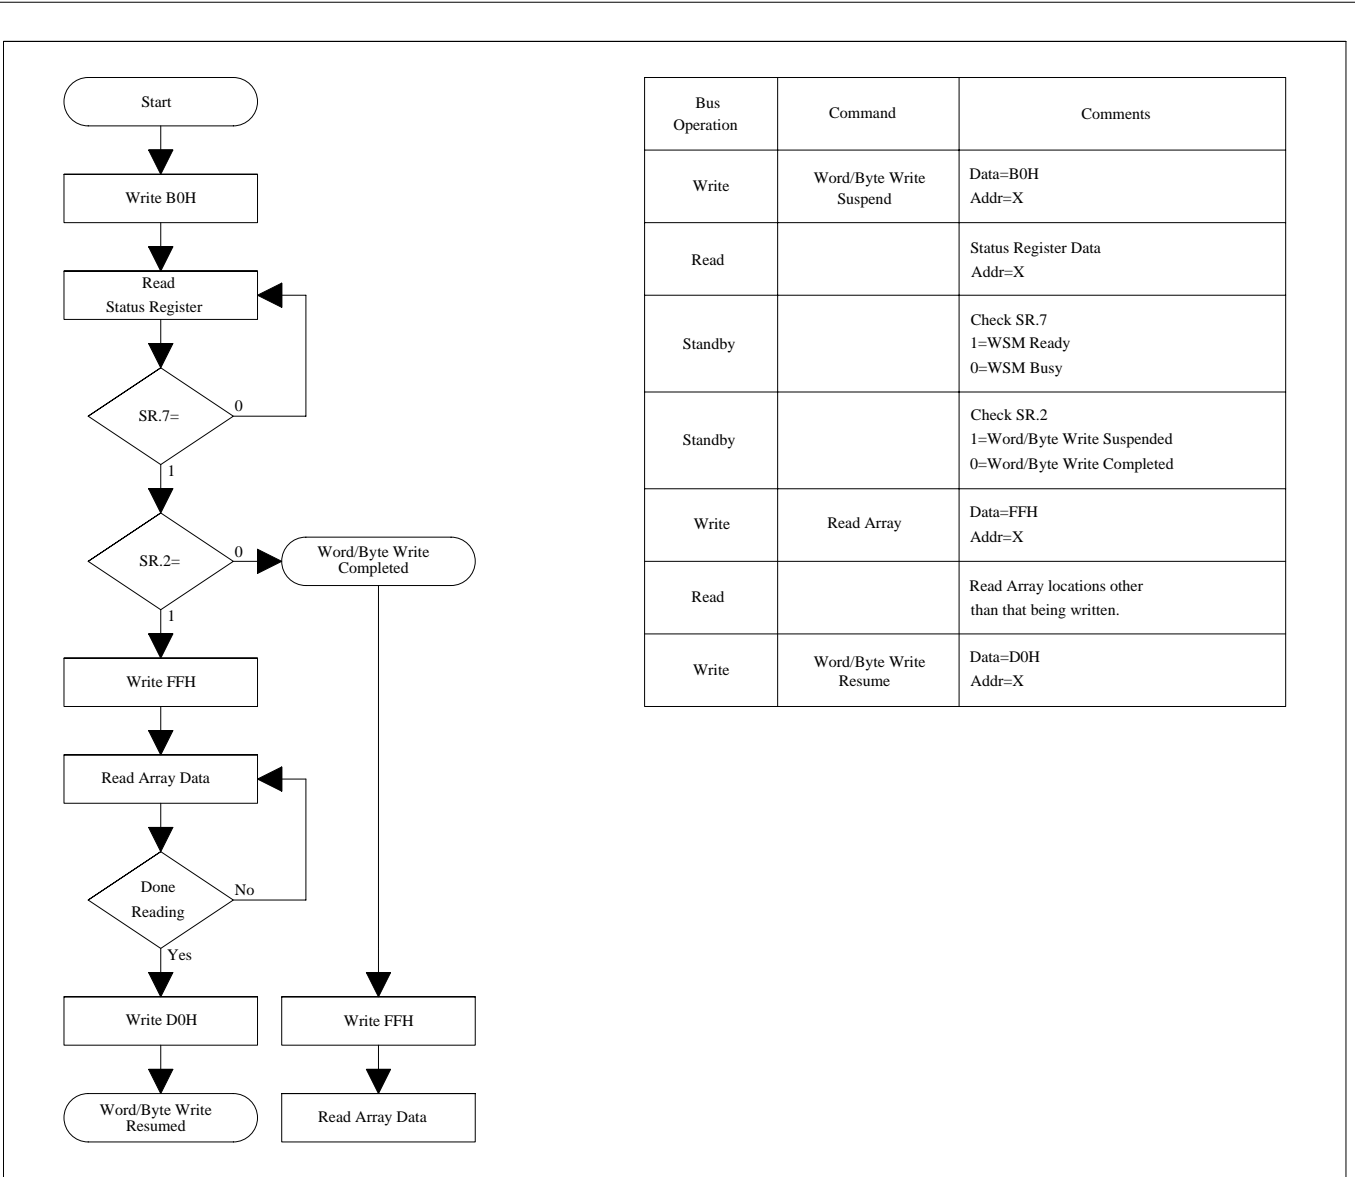 Start
Write B0H
Read
Status Register
SR.7=
0
1
SR.2=
0
Word/Byte Write
Completed
1
Write FFH
Read Array Data
Done
Reading
No
Yes
Write D0H
Write FFH
Word/Byte Write
Resumed
Read Array Data
Bus
Operation
Command
Comments
Write
Word/Byte Write
Suspend
Data=B0H
Addr=X
Read
Status Register Data
Addr=X
Standby
Check SR.7
1=WSM Ready
0=WSM Busy
Standby
Check SR.2
1=Word/Byte Write Suspended
0=Word/Byte Write Completed
Write
Read Array
Data=FFH
Addr=X
Read
Read Array locations other
than that being written.
Write
Word/Byte Write
Resume
Data=D0H
Addr=X